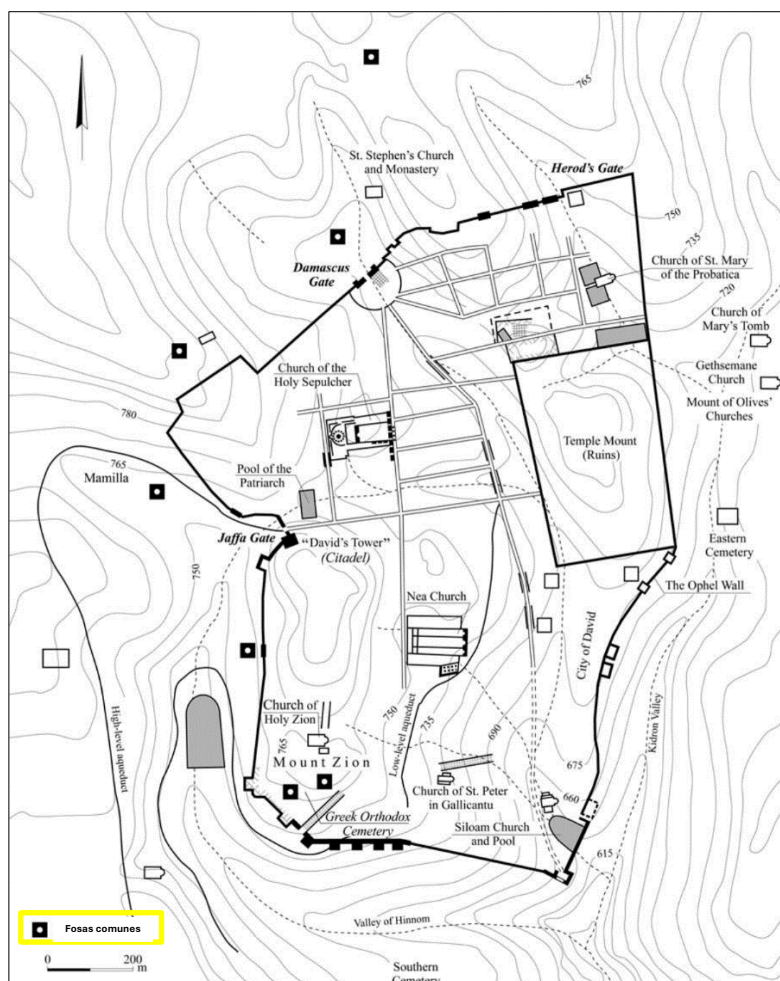 765
St. Stephen's Church
and Monastery
Herod's Gate
750
735
Damascus
Gate
Church of St. Mary
of the Probatica
720
Church of
Mary's Tomb
Church of the
Holy Sepulcher
Gethsemane
Church
Mount of Olives'
Churches
780
765
Mamilla
Pool of the
Patriarch
Temple Mount
(Ruins)
Jaffa Gate
"David's Tower"
(Citadel)
Eastern
Cemetery
750
Nea Church
The Ophel Wall
City of David
High-level aqueduct
Church of
Holy Zion
765
750
735
Low-level aqueduct
690
Kidron Valley
Mount Zion
675
660
Church of St. Peter
in Gallicantu
Greek Orthodox
Cemetery
Siloam Church
and Pool
615
Fosas comunes
Valley of Hinnom
0 200
m
Southern
Cemetery